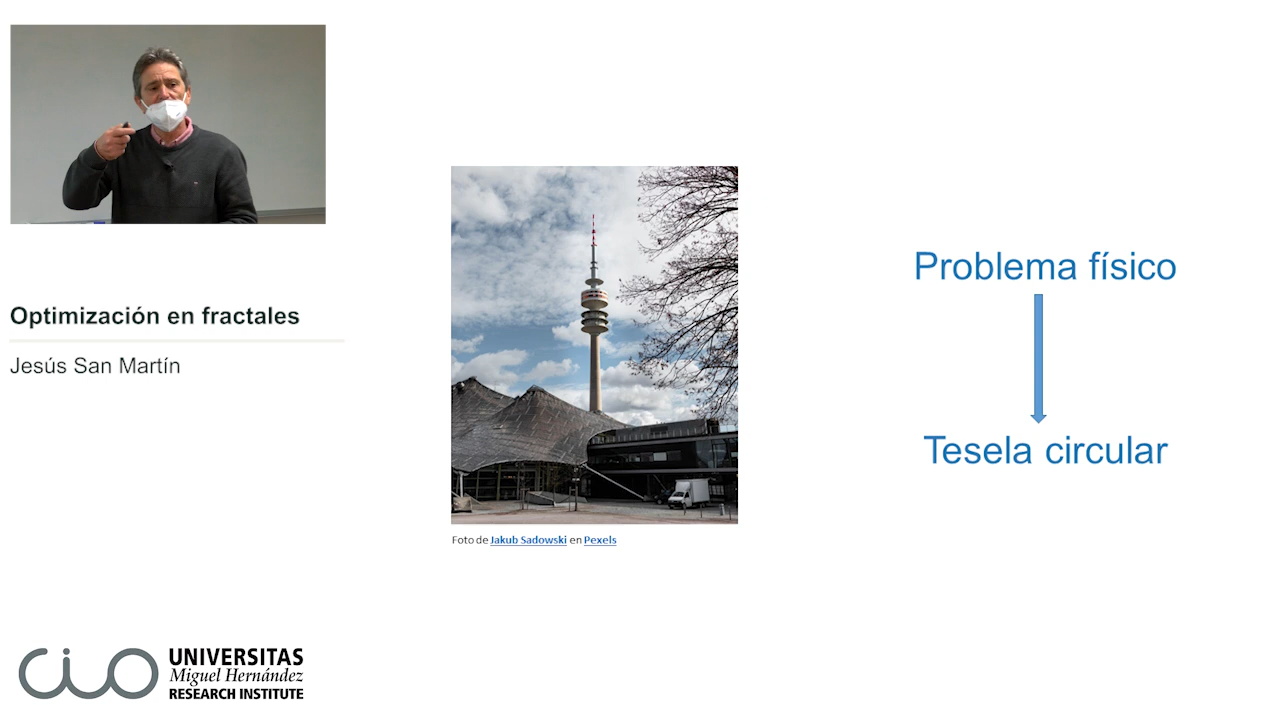 Optimización en fractales
Jesús San Martín
Problema físico
Tesela circular
Foto de Jakub Sadowski en Pexels
cio
UNIVERSITAS
Miguel Hernández
RESEARCH INSTITUTE